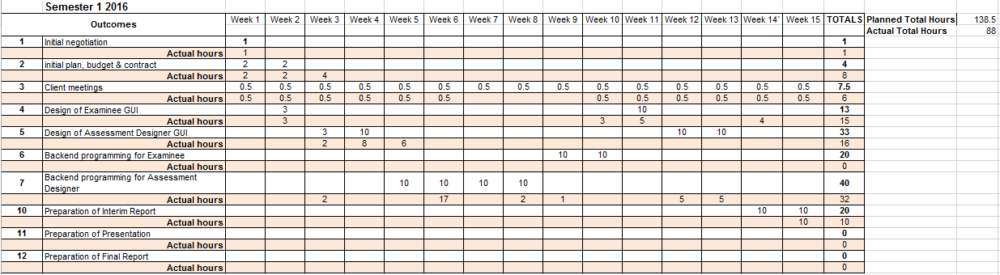 Semester 1 2016
Outcomes Week 1 Week 2 Week 3 Week 4 Week 5 Week 6 Week 7 Week 8 Week 9 Week 10 Week 11 Week 12 Week 13 Week 14` Week 15 TOTALS Planned Total Hours 138.5
Actual Total Hours 88
1 Initial negotiation 1 1
Actual hours 1 1
2 initial plan, budget & contract 2 2 4
Actual hours 2 2 4 8
3 Client meetings 0.5 0.5 0.5 0.5 0.5 0.5 0.5 0.5 0.5 0.5 0.5 0.5 0.5 0.5 0.5 7.5
Actual hours 0.5 0.5 0.5 0.5 0.5 0.5 0.5 0.5 0.5 0.5 0.5 0.5 6
4 Design of Examinee GUI 3 10 13
Actual hours 3 3 5 4 15
5 Design of Assessment Designer GUI 3 10 10 10 33
Actual hours 2 8 6 16
6 Backend programming for Examinee 10 10 20
Actual hours 0
7 Backend programming for Assessment
Designer 10 10 10 10 40
Actual hours 2 17 2 1 5 5 32
10 Preparation of Interim Report 10 10 20
Actual hours 10 10
11 Preparation of Presentation 0
Actual hours 0
12 Preparation of Final Report 0
Actual hours 0